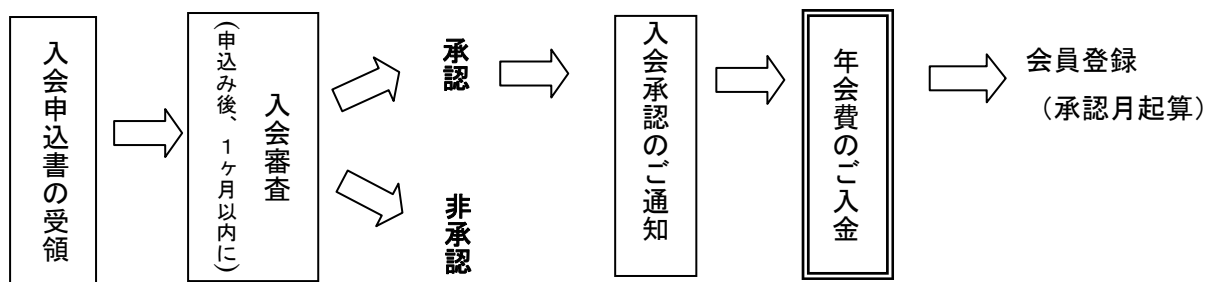 入会申込書の受領
入会審査
(申込み後、1ヶ月以内に)
承認
非承認
入会承認のご通知
年会費のご入金
会員登録
(承認月起算)